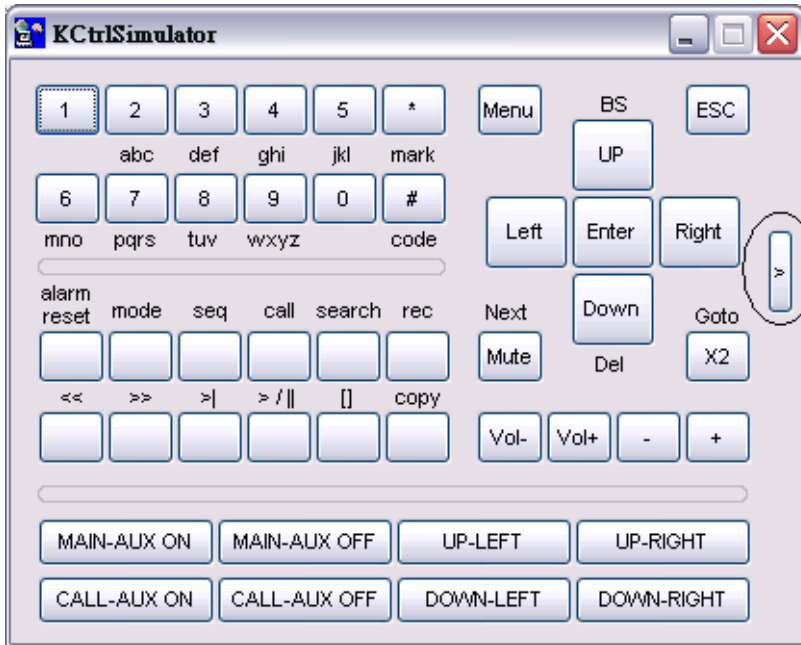 KCtrlSimulator
1 2 3 4 5 * Menu BS ESC
abc def ghi jkl mark UP
6 7 8 9 0 #
mno pqrs tuv wxyz code Left Enter Right >
alarm reset mode seq call search rec Next Down Goto
Mute Del X2
<< >> >| > / || [] copy
Vol- Vol+ - +
MAIN-AUX ON MAIN-AUX OFF UP-LEFT UP-RIGHT
CALL-AUX ON CALL-AUX OFF DOWN-LEFT DOWN-RIGHT